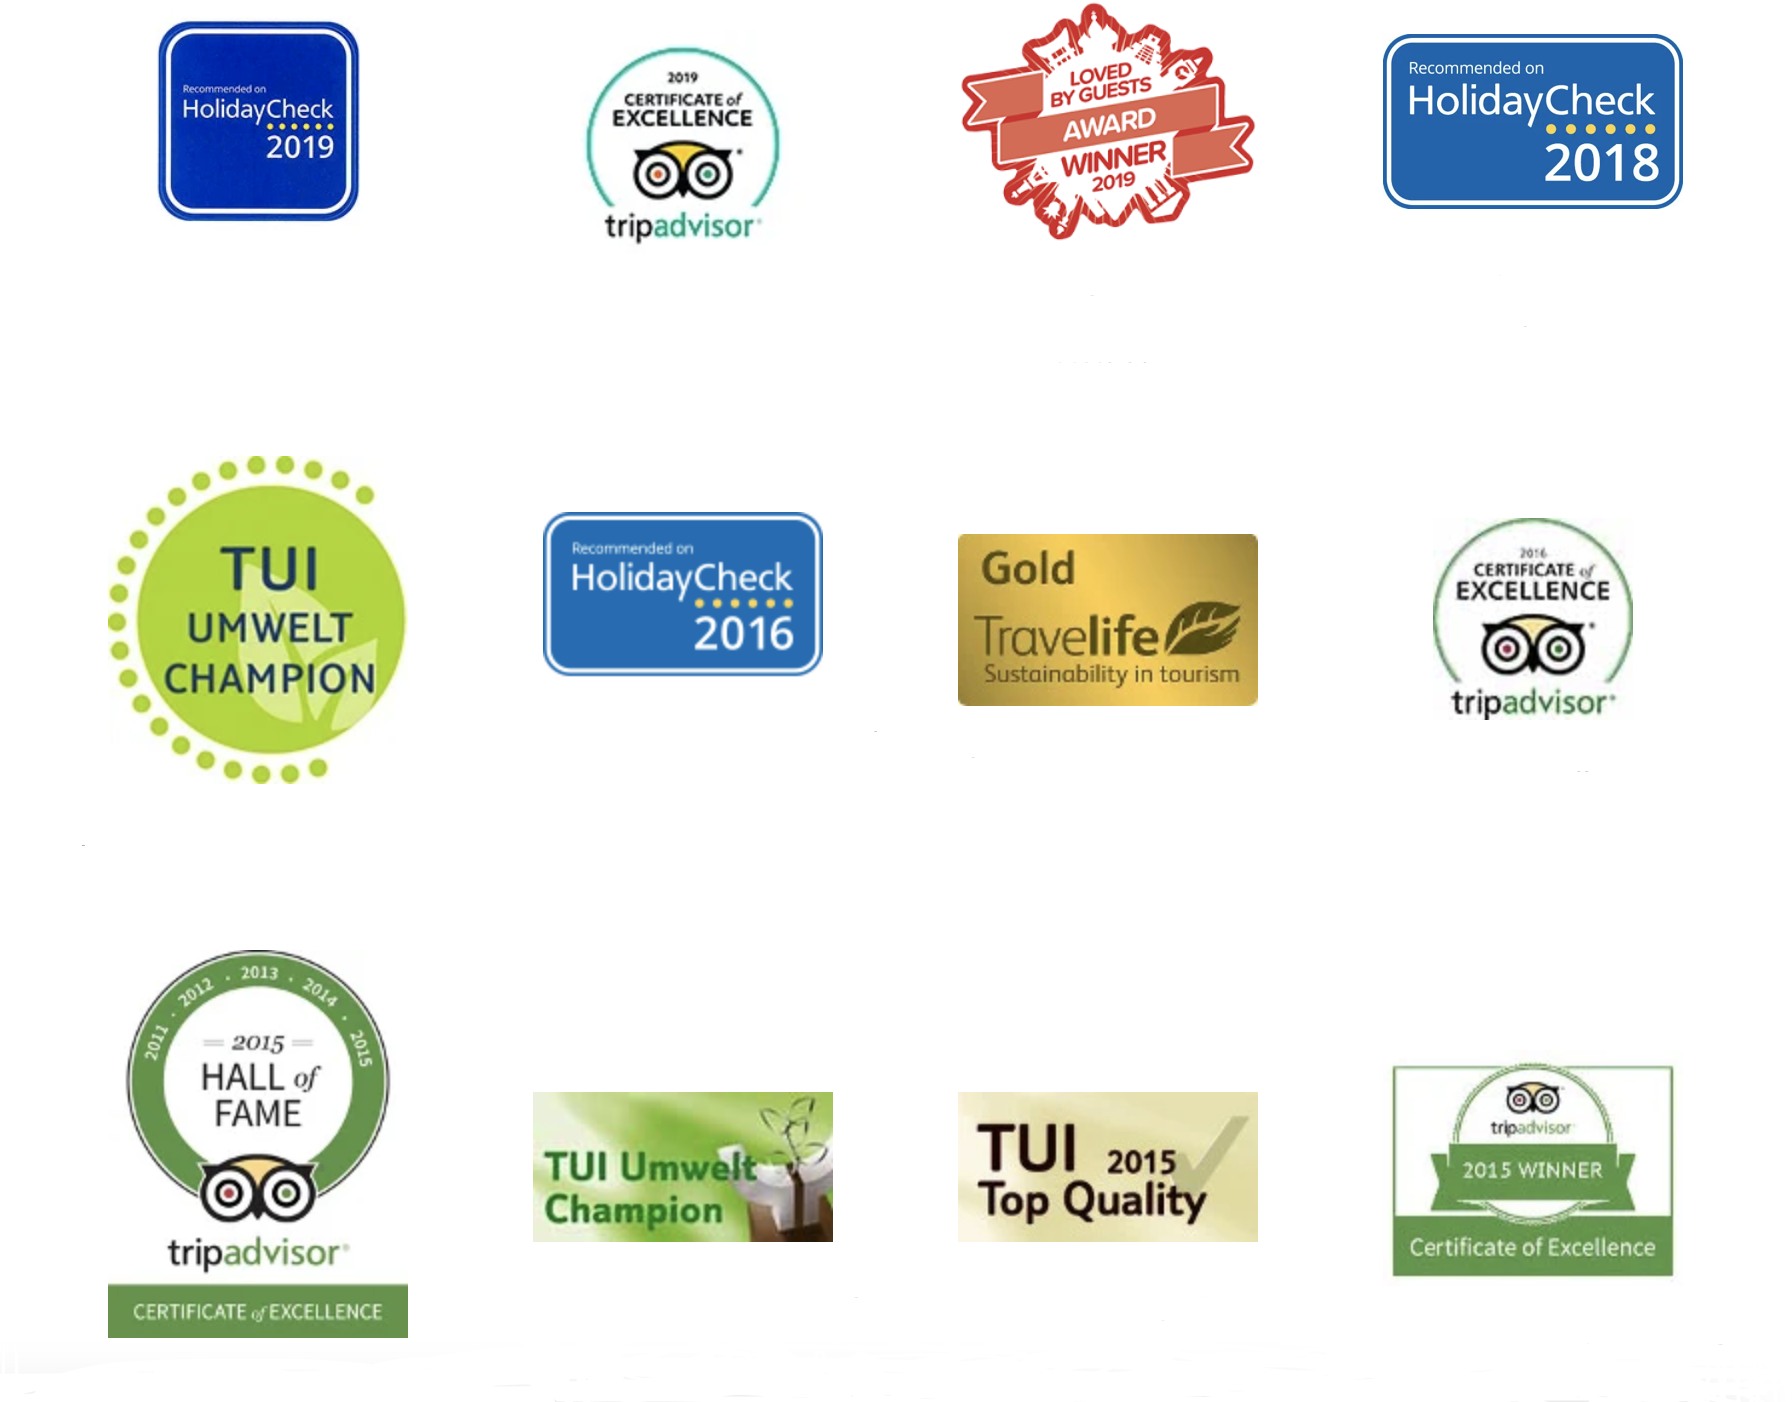 Recommended on
HolidayCheck
2019
2019
CERTIFICATE of
EXCELLENCE
tripadvisor®
LOVED
BY GUESTS
AWARD
WINNER
2019
Recommended on
HolidayCheck
2018
TUI
UMWELT
CHAMPION
Recommended on
HolidayCheck
2016
Gold
Travelife
Sustainability in tourism
2016
CERTIFICATE of
EXCELLENCE
tripadvisor®
2011 · 2012 · 2013 · 2014 · 2015
2015
HALL of
FAME
tripadvisor®
CERTIFICATE of EXCELLENCE
TUI Umwelt
Champion
TUI 2015
Top Quality
tripadvisor
2015 WINNER
Certificate of Excellence